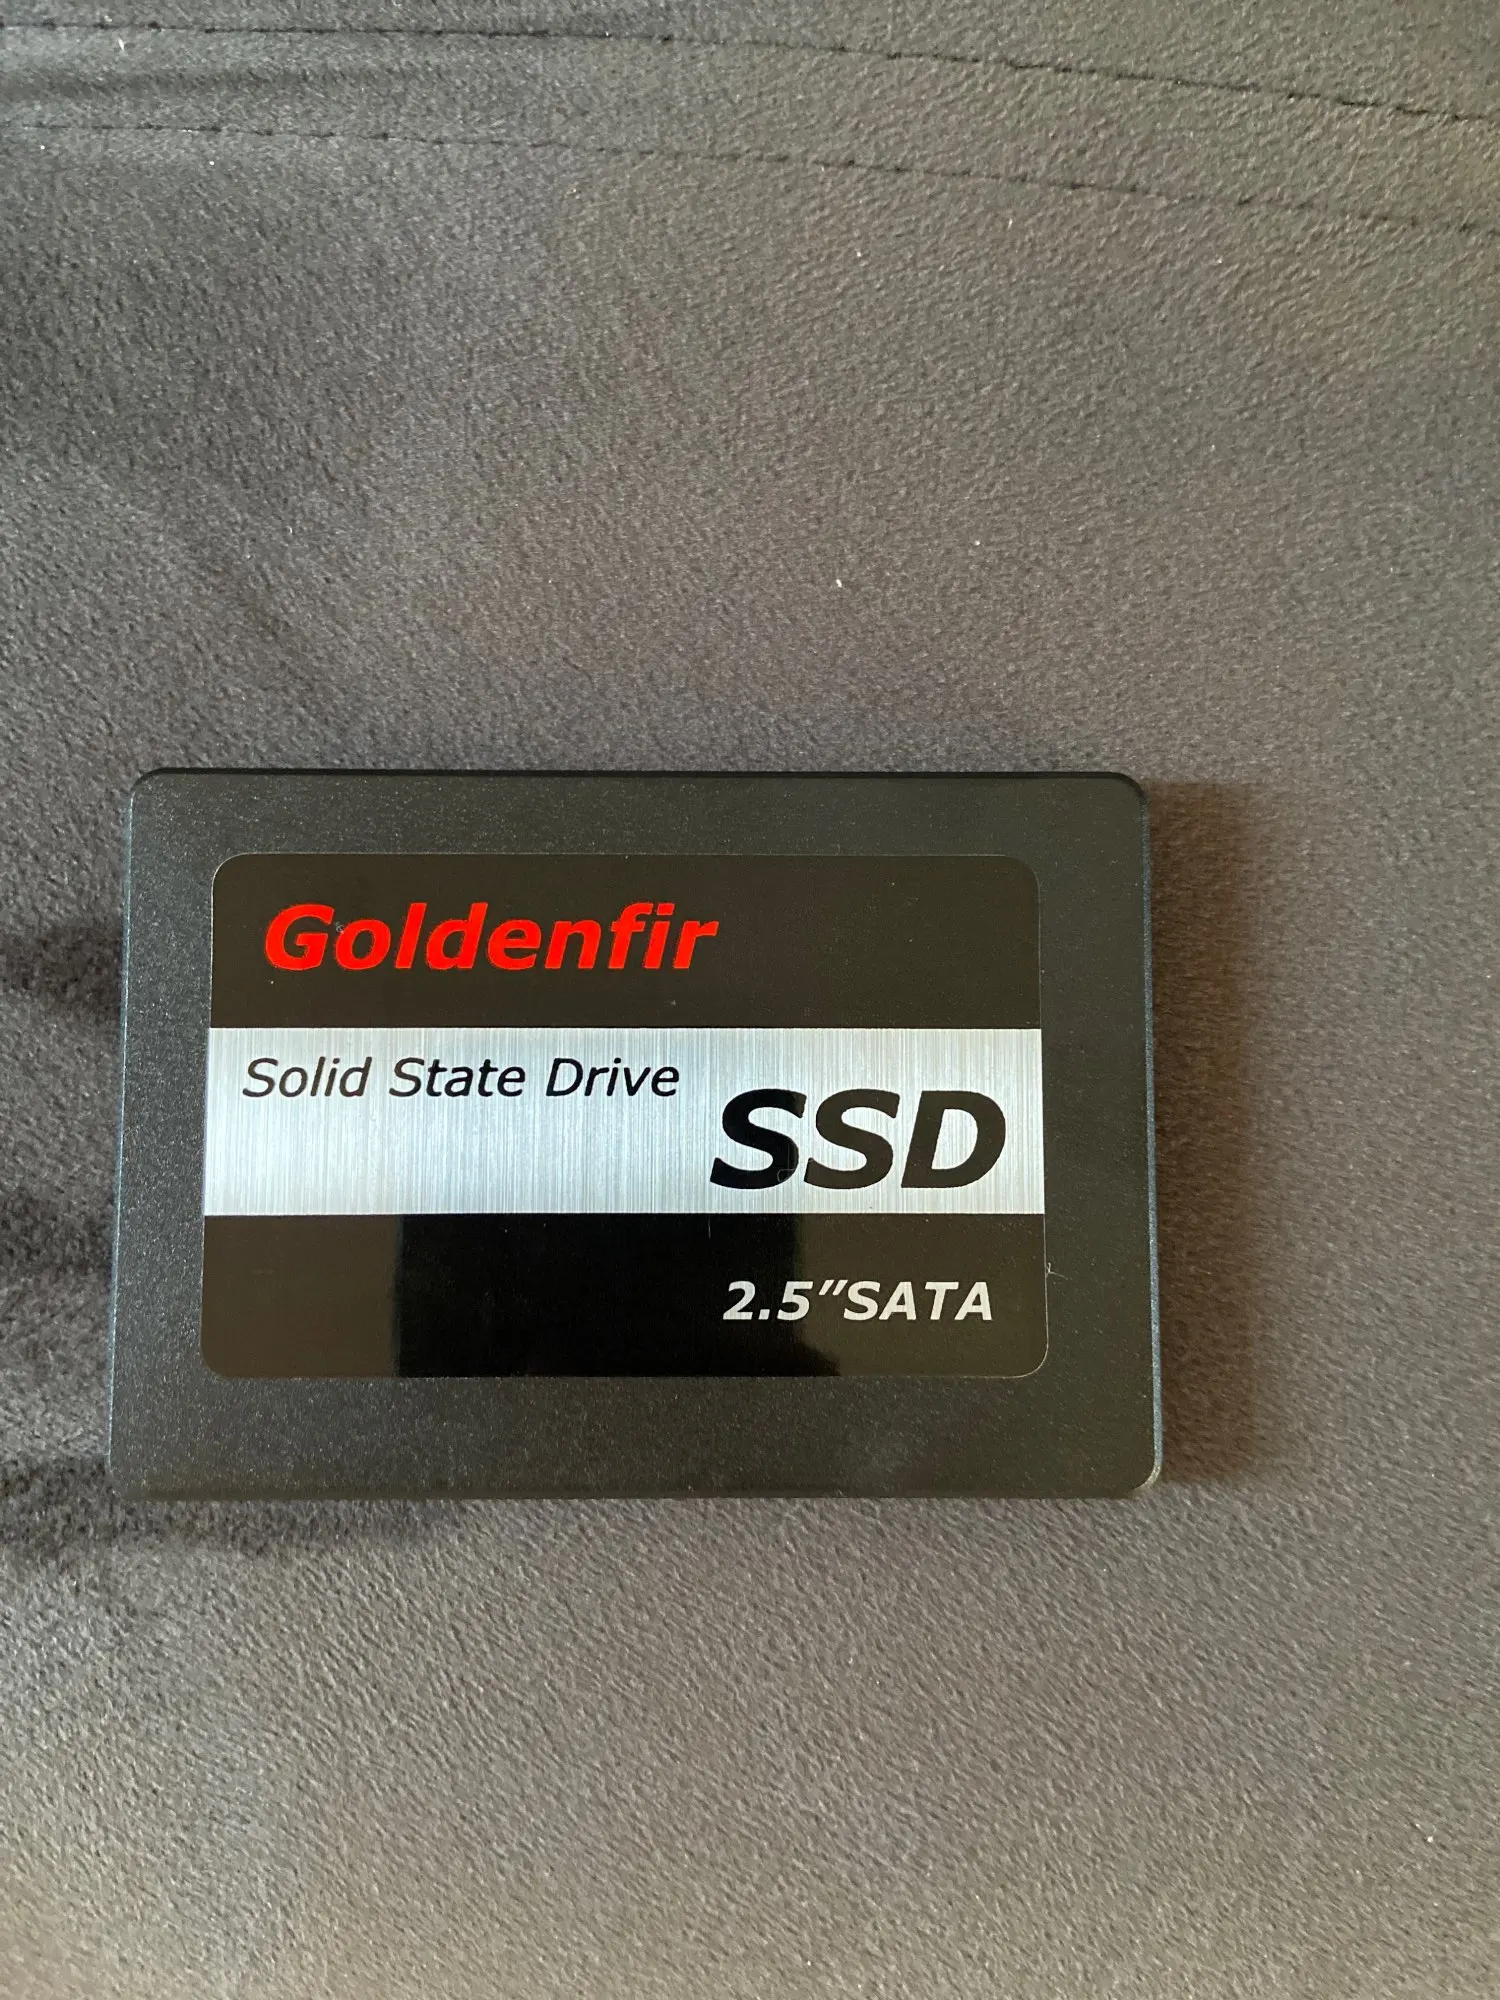 Goldenfir
Solid State Drive
SSD
2.5"SATA